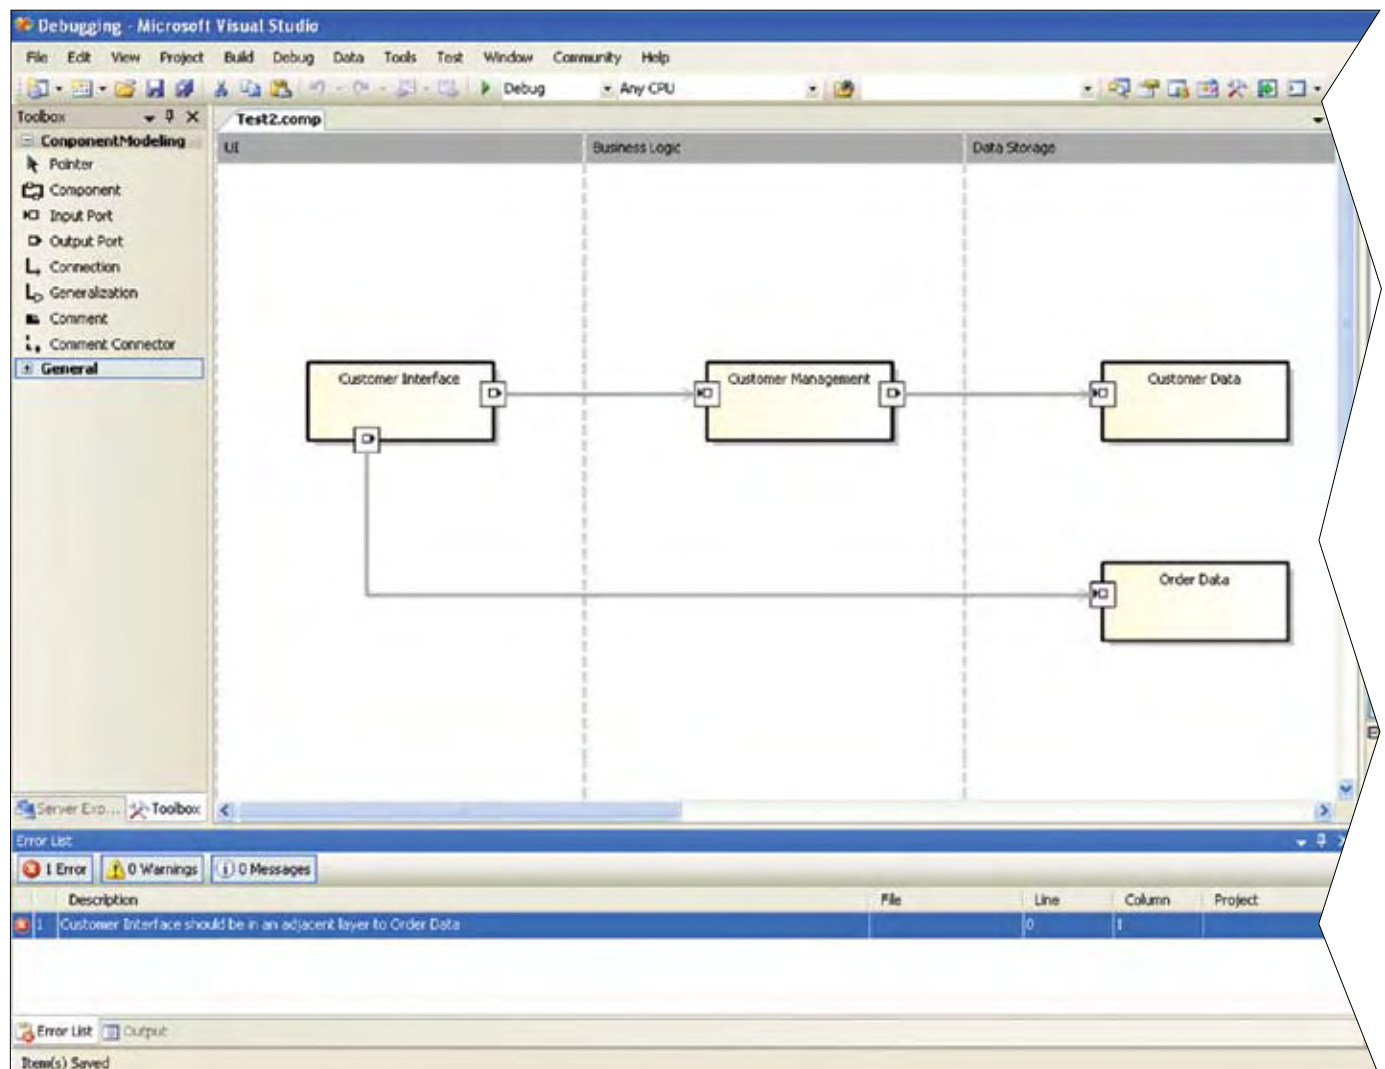 Debugging - Microsoft Visual Studio
File Edit View Project Build Debug Data Tools Test Window Community Help
Debug Any CPU
Toolbox
Test2.comp
ConponentModeling
UI Business Logic Data Storage
Pointer
Component
Input Port
Output Port
Connection
Generalization
Comment
Comment Connector
General
Customer Interface Customer Management Customer Data
Order Data
Server Exp... Toolbox
Error List
1 Error 0 Warnings 0 Messages
Description File Line Column Project
1 Customer Interface should be in an adjacent layer to Order Data 0 1
Error List Output
Item(s) Saved